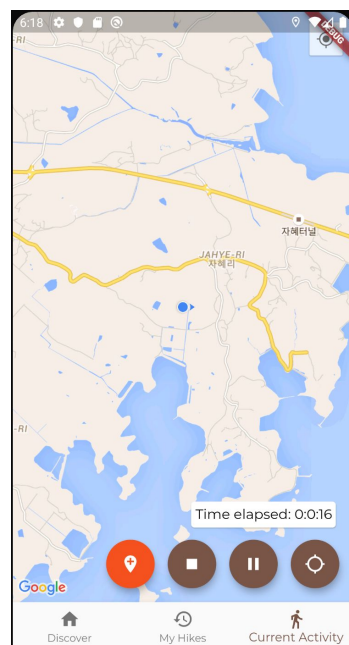 6:18
DEBUG
-RI
자혜터널
JAHYE-RI
자혜리
-RI
Time elapsed: 0:0:16
Google
Discover
My Hikes
Current Activity